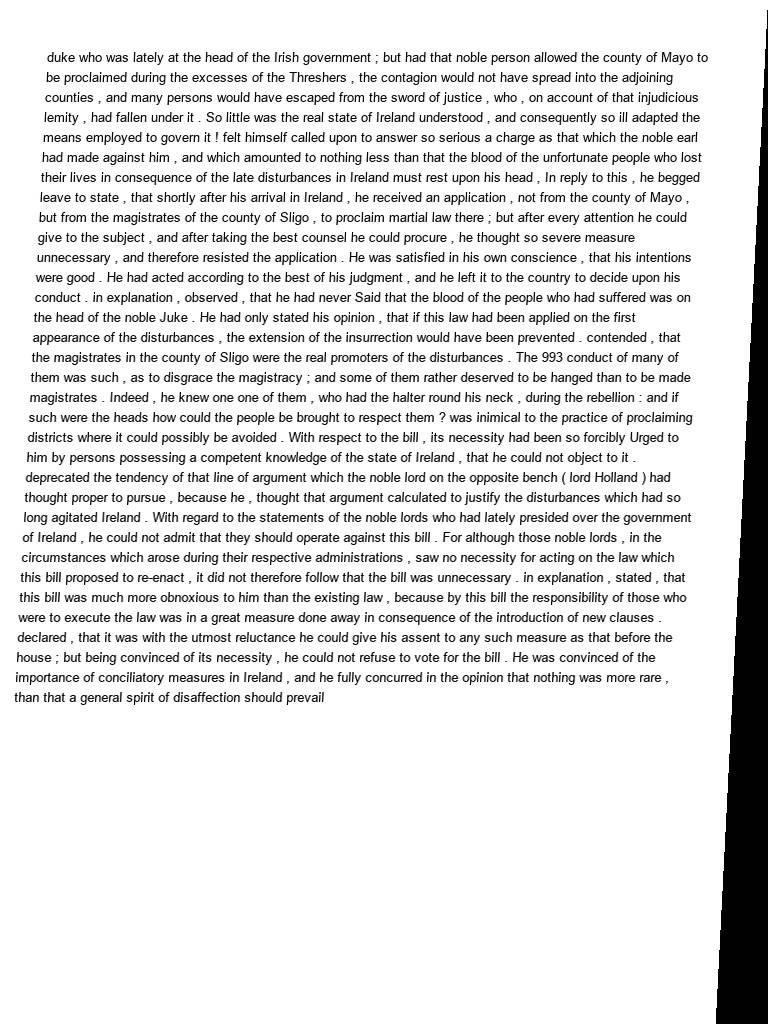 duke who was lately at the head of the Irish government ; but had that noble person allowed the county of Mayo to
be proclaimed during the excesses of the Threshers , the contagion would not have spread into the adjoining
counties , and many persons would have escaped from the sword of justice , who , on account of that injudicious
lemity , had fallen under it . So little was the real state of Ireland understood , and consequently so ill adapted the
means employed to govern it ! felt himself called upon to answer so serious a charge as that which the noble earl
had made against him , and which amounted to nothing less than that the blood of the unfortunate people who lost
their lives in consequence of the late disturbances in Ireland must rest upon his head , In reply to this , he begged
leave to state , that shortly after his arrival in Ireland , he received an application , not from the county of Mayo ,
but from the magistrates of the county of Sligo , to proclaim martial law there ; but after every attention he could
give to the subject , and after taking the best counsel he could procure , he thought so severe measure
unnecessary , and therefore resisted the application . He was satisfied in his own conscience , that his intentions
were good . He had acted according to the best of his judgment , and he left it to the country to decide upon his
conduct . in explanation , observed , that he had never Said that the blood of the people who had suffered was on
the head of the noble Juke . He had only stated his opinion , that if this law had been applied on the first
appearance of the disturbances , the extension of the insurrection would have been prevented . contended , that
the magistrates in the county of Sligo were the real promoters of the disturbances . The 993 conduct of many of
them was such , as to disgrace the magistracy ; and some of them rather deserved to be hanged than to be made
magistrates . Indeed , he knew one one of them , who had the halter round his neck , during the rebellion : and if
such were the heads how could the people be brought to respect them ? was inimical to the practice of proclaiming
districts where it could possibly be avoided . With respect to the bill , its necessity had been so forcibly Urged to
him by persons possessing a competent knowledge of the state of Ireland , that he could not object to it .
deprecated the tendency of that line of argument which the noble lord on the opposite bench ( lord Holland ) had
thought proper to pursue , because he , thought that argument calculated to justify the disturbances which had so
long agitated Ireland . With regard to the statements of the noble lords who had lately presided over the government
of Ireland , he could not admit that they should operate against this bill . For although those noble lords , in the
circumstances which arose during their respective administrations , saw no necessity for acting on the law which
this bill proposed to re-enact , it did not therefore follow that the bill was unnecessary . in explanation , stated , that
this bill was much more obnoxious to him than the existing law , because by this bill the responsibility of those who
were to execute the law was in a great measure done away in consequence of the introduction of new clauses .
declared , that it was with the utmost reluctance he could give his assent to any such measure as that before the
house ; but being convinced of its necessity , he could not refuse to vote for the bill . He was convinced of the
importance of conciliatory measures in Ireland , and he fully concurred in the opinion that nothing was more rare ,
than that a general spirit of disaffection should prevail